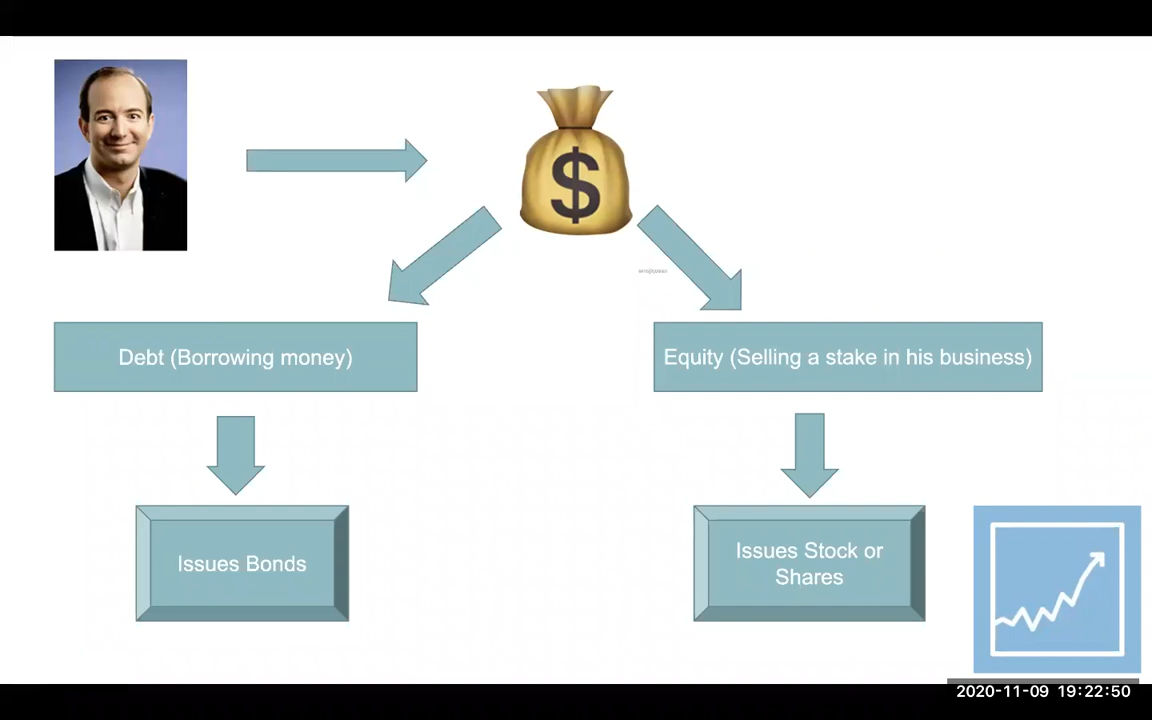 $
Debt (Borrowing money)
Equity (Selling a stake in his business)
Issues Bonds
Issues Stock or
Shares
2020-11-09 19:22:50